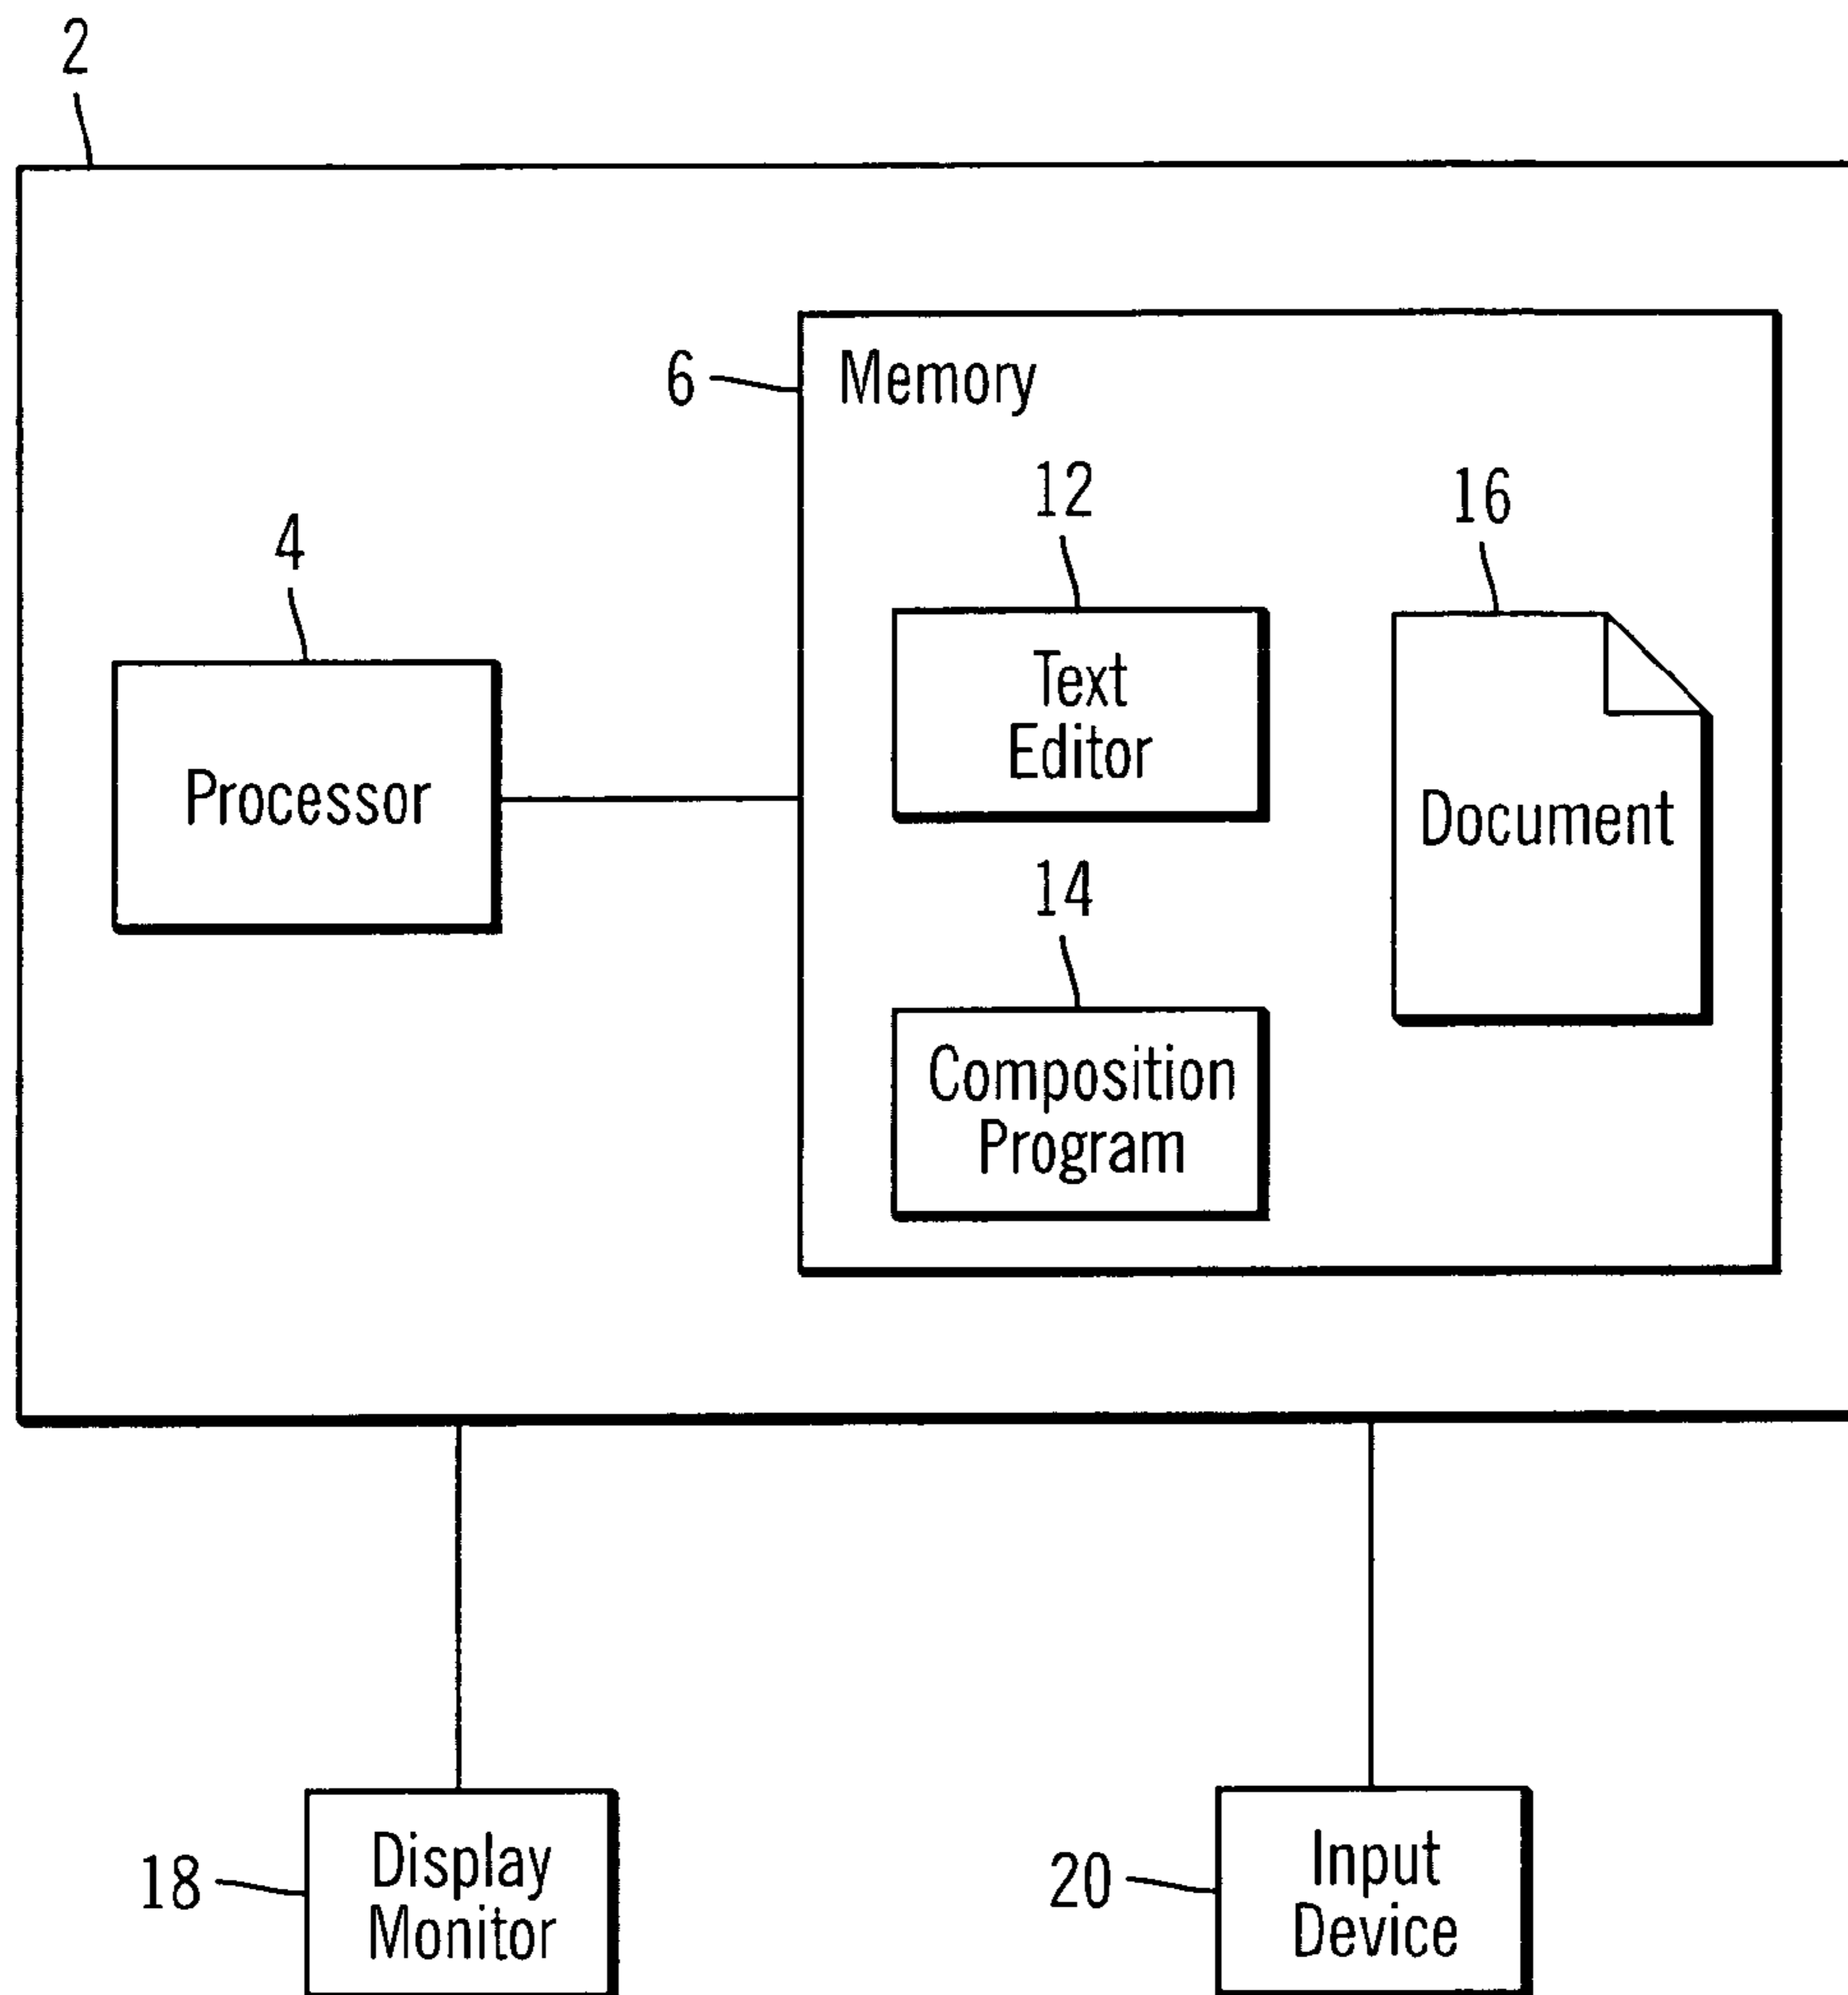 2
6
Memory
12
16
4
Text
Editor
Processor
Document
14
Composition
Program
18
Display
Monitor
20
Input
Device